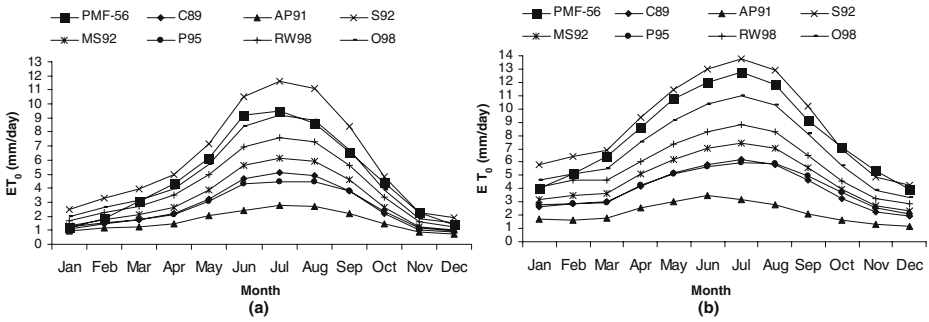 PMF-56 C89 AP91 S92
MS92 P95 RW98 O98
ET0 (mm/day)
13
12
11
10
9
8
7
6
5
4
3
2
1
0
Jan Feb Mar Apr May Jun Jul Aug Sep Oct Nov Dec
Month
(a)
PMF-56 C89 AP91 S92
MS92 P95 RW98 O98
E T0 (mm/day)
14
13
12
11
10
9
8
7
6
5
4
3
2
1
0
Jan Feb Mar Apr May Jun Jul Aug Sep Oct Nov Dec
Month
(b)